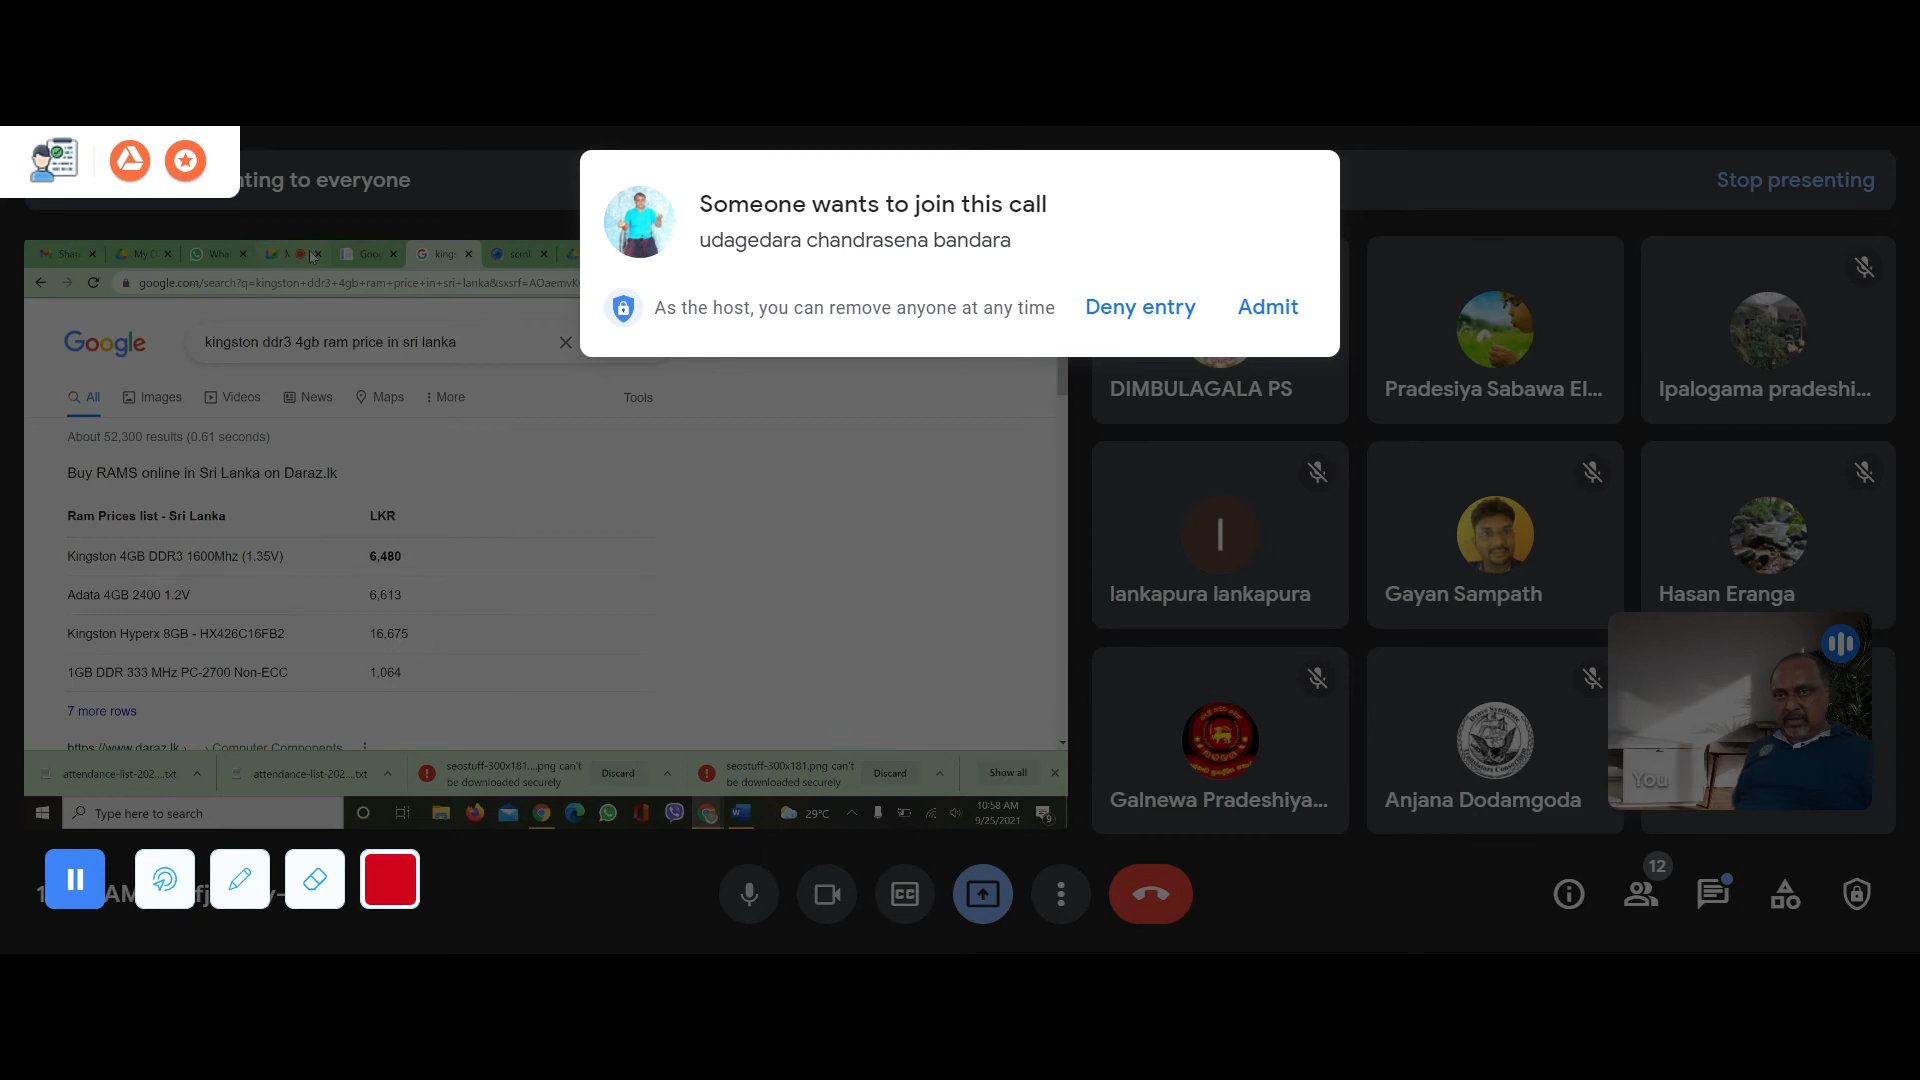 nting to everyone
Stop presenting
Someone wants to join this call
udagedara chandrasena bandara
As the host, you can remove anyone at any time
Deny entry
Admit
Shar
My D
Wha
M
Goo
king
scml
google.com/search?q=kingston+ddr3+4gb+ram+price+in+sri+lanka&sxsrf=AOaemvK
Google
kingston ddr3 4gb ram price in sri lanka
All
Images
Videos
News
Maps
More
Tools
About 52,300 results (0.61 seconds)
Buy RAMS online in Sri Lanka on Daraz.lk
Ram Prices list - Sri Lanka LKR
Kingston 4GB DDR3 1600Mhz (1.35V) 6,480
Adata 4GB 2400 1.2V 6,613
Kingston Hyperx 8GB - HX426C16FB2 16,675
1GB DDR 333 MHz PC-2700 Non-ECC 1,064
7 more rows
https://www.daraz.lk › › Computer Components
attendance-list-202....txt
attendance-list-202....txt
seostuff-300x181....png can't
be downloaded securely
Discard
seostuff-300x181.png can't
be downloaded securely
Discard
Show all
Type here to search
29°C
10:58 AM
9/25/2021
9
DIMBULAGALA PS
Pradesiya Sabawa El...
Ipalogama pradeshi...
I
lankapura lankapura
Gayan Sampath
Hasan Eranga
Galnewa Pradeshiya...
Anjana Dodamgoda
You
CC
12